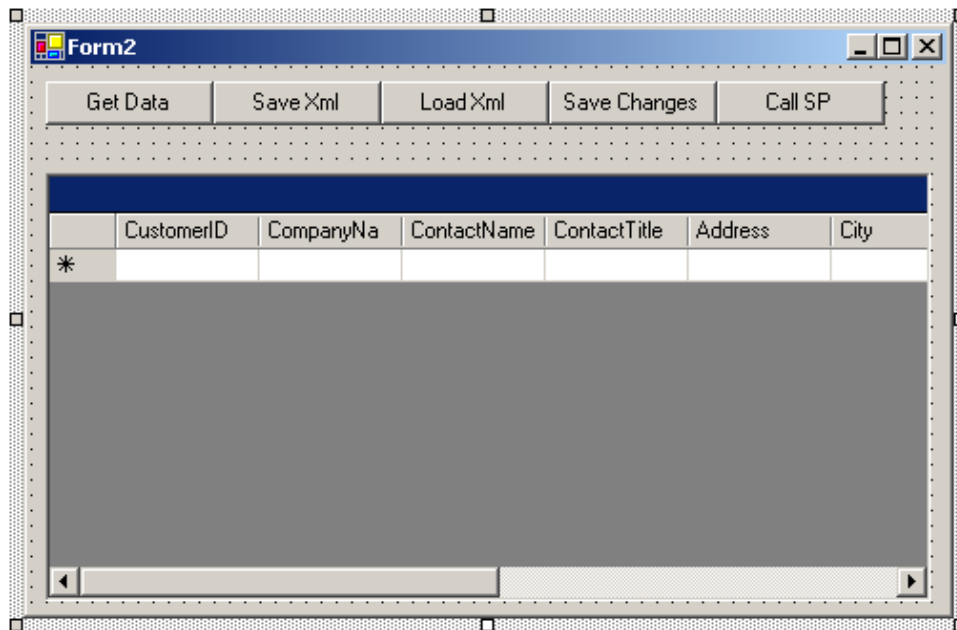 Form2
Get Data Save Xml Load Xml Save Changes Call SP
CustomerID CompanyNa ContactName ContactTitle Address City